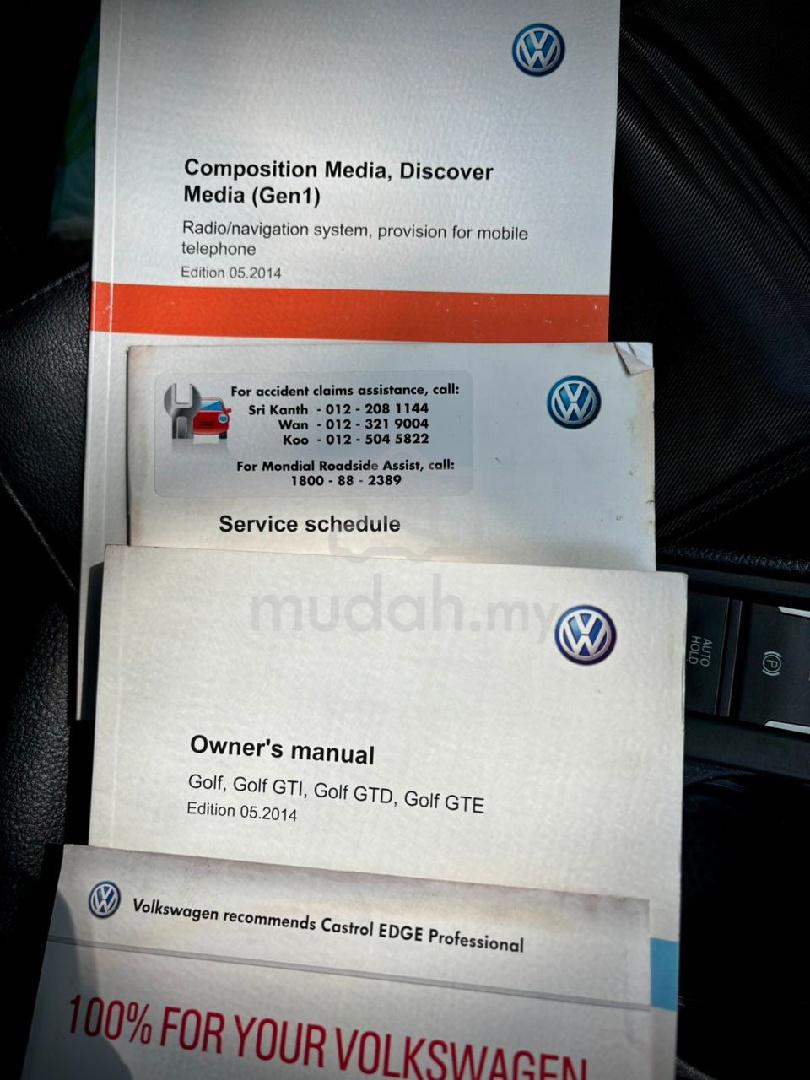 Composition Media, Discover
Media (Gen1)
Radio/navigation system, provision for mobile
telephone
Edition 05.2014
For accident claims assistance, call:
Sri Kanth - 012 - 208 1144
Wan - 012 - 321 9004
Koo - 012 - 504 5822
For Mondial Roadside Assist, call:
1800 - 88 - 2389
Service schedule
mudah.my
AUTO
HOLD
(P)
Owner's manual
Golf, Golf GTI, Golf GTD, Golf GTE
Edition 05.2014
Volkswagen recommends Castrol EDGE Professional
100% FOR YOUR VOLKSWAGEN